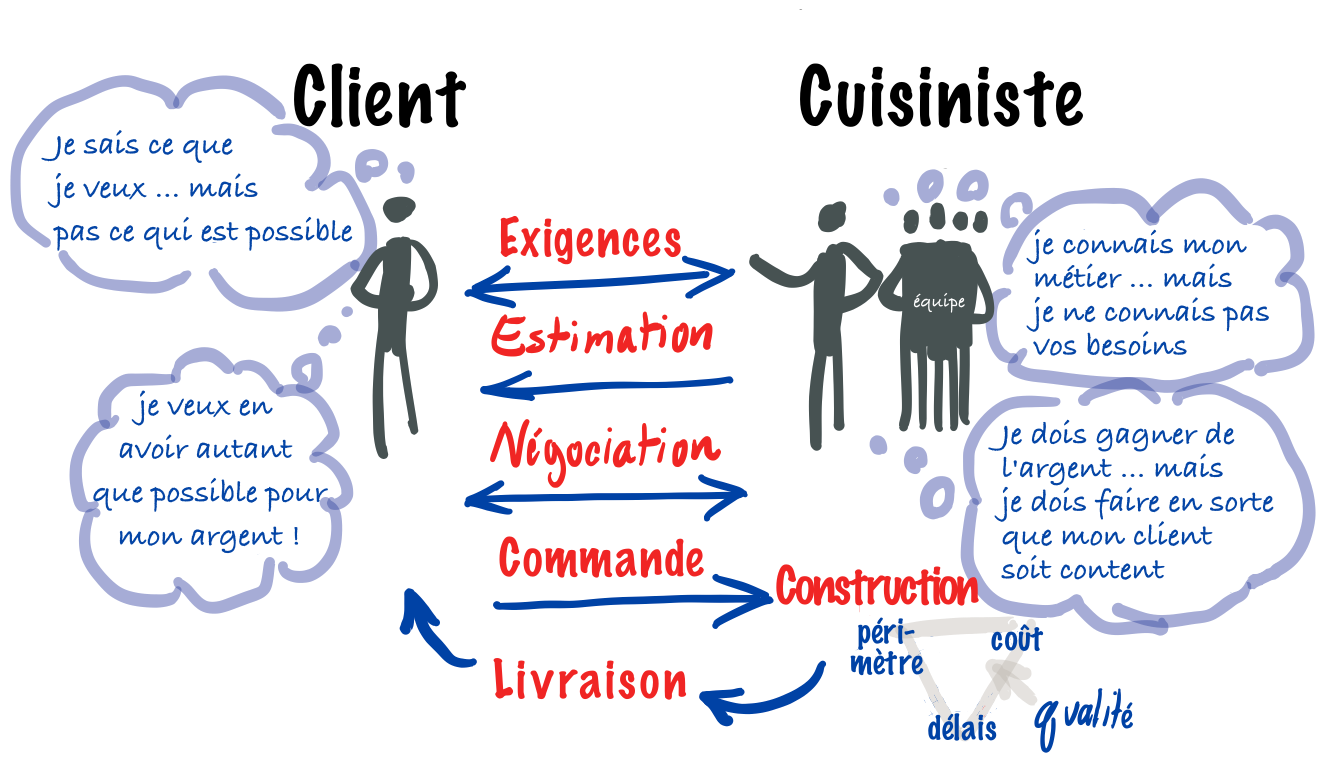 Client
Cuisiniste
Je sais ce que
je veux ... mais
pas ce qui est possible
je veux en
avoir autant
que possible pour
mon argent !
Exigences
Estimation
Négociation
Commande
Construction
Livraison
équipe
je connais mon
métier ... mais
je ne connais pas
vos besoins
Je dois gagner de
l'argent ... mais
je dois faire en sorte
que mon client
soit content
péri-
mètre
coût
délais
qualité